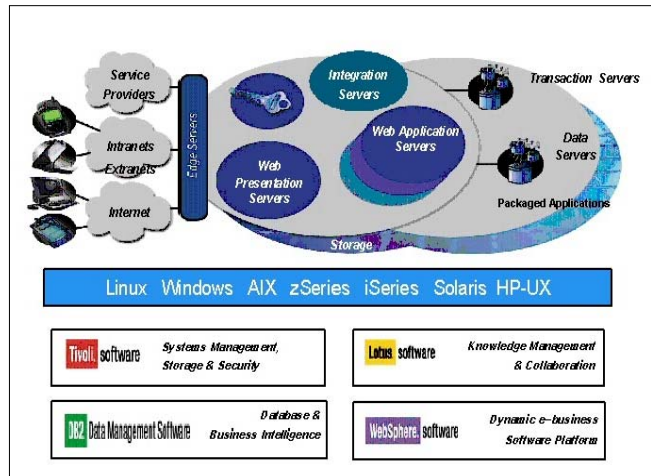 Service
Providers
Intranets
Extranets
Internet
Edge Servers
Integration
Servers
Web Application
Servers
Web
Presentation
Servers
Storage
Transaction Servers
Data
Servers
Packaged Applications
Linux Windows AIX zSeries iSeries Solaris HP-UX
Tivoli. software
Systems Management,
Storage & Security
Lotus. software
Knowledge Management
& Collaboration
DB2 Data Management Software
Database &
Business Intelligence
WebSphere. software
Dynamic e-business
Software Platform